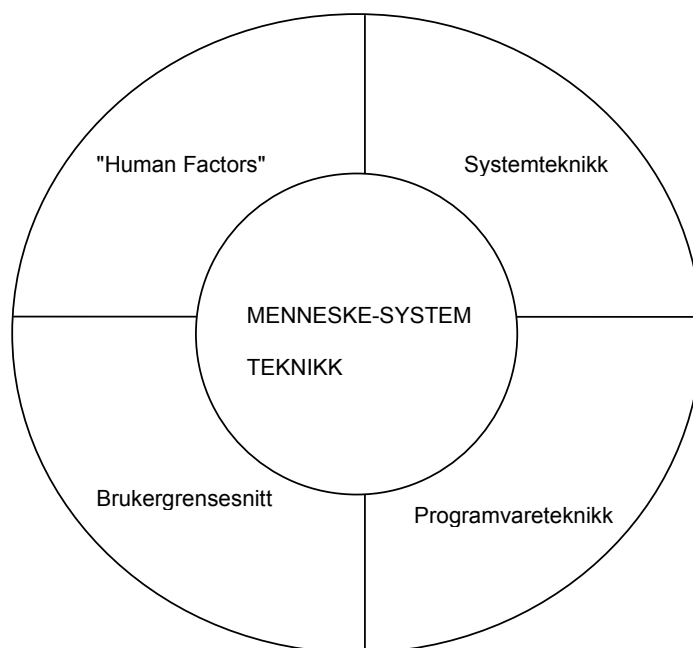 "Human Factors"
Systemteknikk
MENNESKE-SYSTEM
TEKNIKK
Brukergrensesnitt
Programvareteknikk